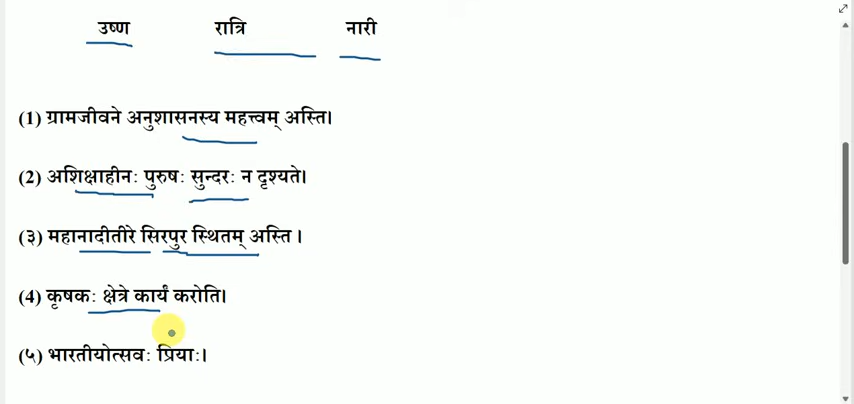 उष्ण रात्रि नारी
(1) ग्रामजीवने अनुशासनस्य महत्त्वम् अस्ति।
(2) अशिक्षाहीनः पुरुषः सुन्दरः न दृश्यते।
(३) महानादीतीरे सिरपुर स्थितम् अस्ति ।
(4) कृषकः क्षेत्रे कार्यं करोति।
(५) भारतीयोत्सवः प्रियाः।